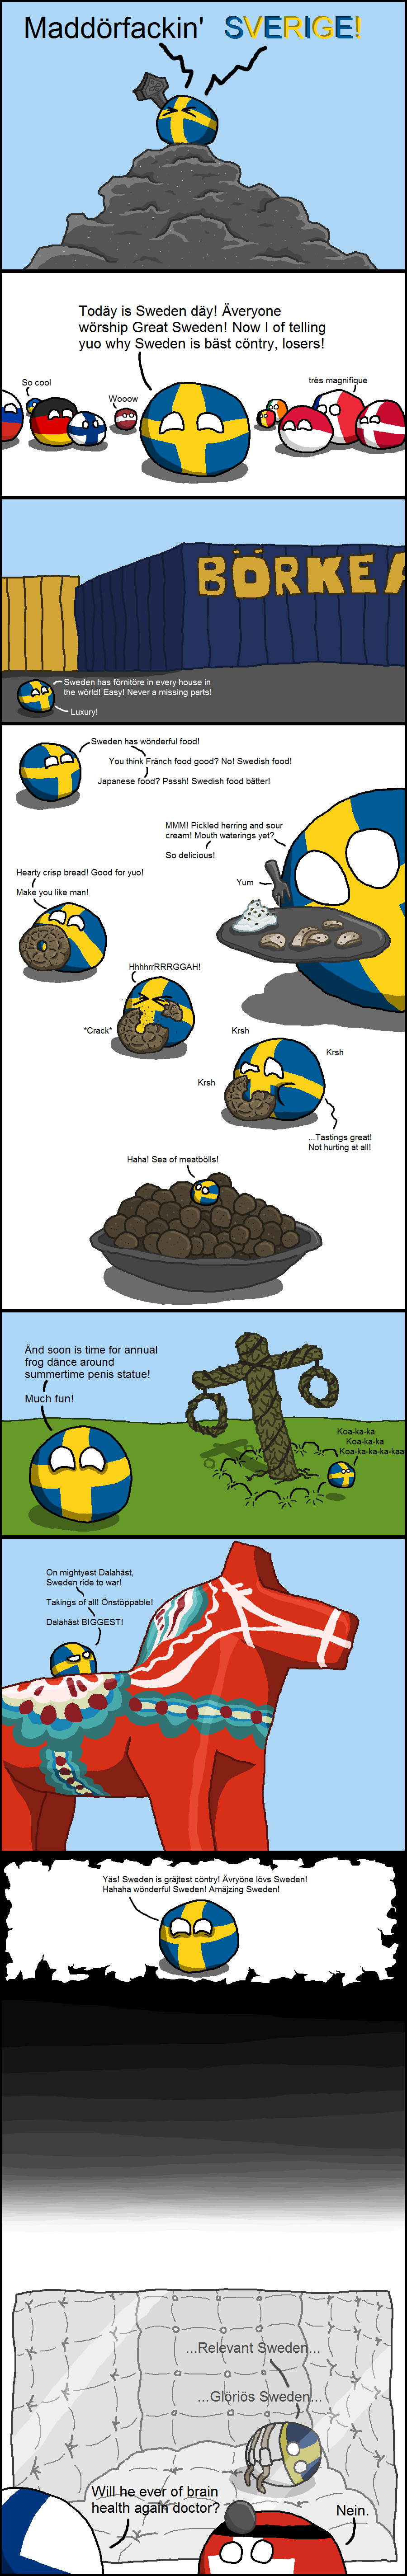 Maddörfackin' SVERIGE!
Today is Sweden däy! Äveryone
wörship Great Sweden! Now I of telling
yuo why Sweden is bäst cöntry, losers!
So cool
Wooow
très magnifique
BÖRKEA
Sweden has förnitöre in every house in
the wörld! Easy! Never a missing parts!
Luxury!
Sweden has wönderful food!
You think Fränch food good? No! Swedish food!
Japanese food? Psssh! Swedish food bätter!
MMM! Pickled herring and sour
cream! Mouth waterings yet?
So delicious!
Yum
Hearty crisp bread! Good for yuo!
Make you like man!
HhhhrrRRRGGAH!
*Crack*
Krsh
Krsh
Krsh
...Tastings great!
Not hurting at all!
Haha! Sea of meatbölls!
Änd soon is time for annual
frog dänce around
summertime penis statue!
Much fun!
Koa-ka-ka
Koa-ka-ka
Koa-ka-ka-ka-kaa
On mightyest Dalahäst,
Sweden ride to war!
Takings of all! Önstöppable!
Dalahäst BIGGEST!
Yäs! Sweden is gräjtest cöntry! Ävryöne lövs Sweden!
Hahaha wönderful Sweden! Amäjzing Sweden!
...Relevant Sweden...
...Glöriös Sweden...
Will he ever of brain
health again doctor?
Nein.